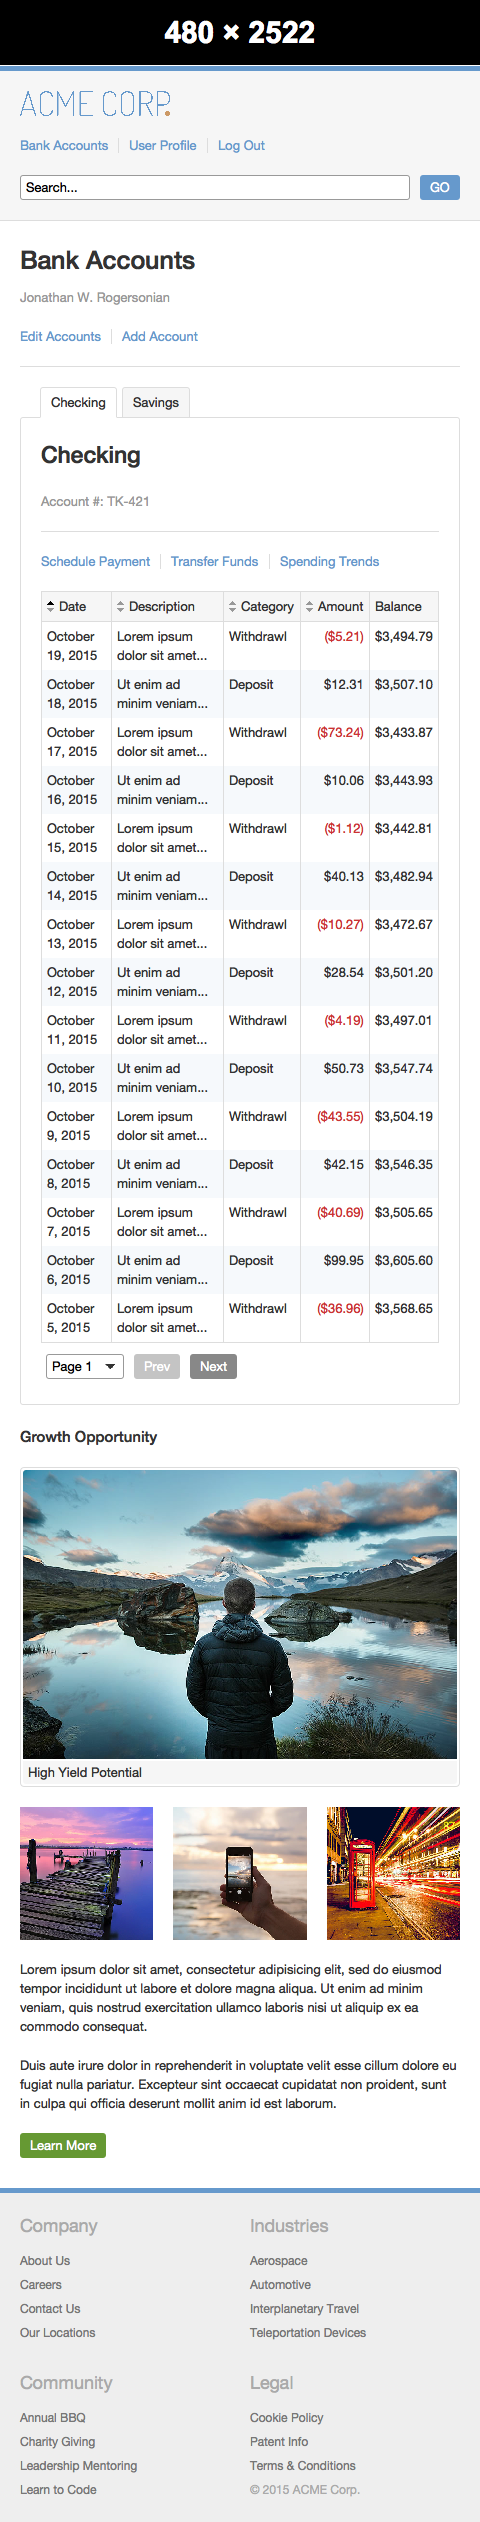 480 × 2522
ACME CORP.
Bank Accounts
User Profile
Log Out
Search...
GO
Bank Accounts
Jonathan W. Rogersonian
Edit Accounts
Add Account
Checking
Savings
Checking
Account #: TK-421
Schedule Payment
Transfer Funds
Spending Trends
Date Description Category Amount Balance
October Lorem ipsum Withdrawl ($5.21) $3,494.79
19, 2015 dolor sit amet...
October Ut enim ad Deposit $12.31 $3,507.10
18, 2015 minim veniam...
October Lorem ipsum Withdrawl ($73.24) $3,433.87
17, 2015 dolor sit amet...
October Ut enim ad Deposit $10.06 $3,443.93
16, 2015 minim veniam...
October Lorem ipsum Withdrawl ($1.12) $3,442.81
15, 2015 dolor sit amet...
October Ut enim ad Deposit $40.13 $3,482.94
14, 2015 minim veniam...
October Lorem ipsum Withdrawl ($10.27) $3,472.67
13, 2015 dolor sit amet...
October Ut enim ad Deposit $28.54 $3,501.20
12, 2015 minim veniam...
October Lorem ipsum Withdrawl ($4.19) $3,497.01
11, 2015 dolor sit amet...
October Ut enim ad Deposit $50.73 $3,547.74
10, 2015 minim veniam...
October Lorem ipsum Withdrawl ($43.55) $3,504.19
9, 2015 dolor sit amet...
October Ut enim ad Deposit $42.15 $3,546.35
8, 2015 minim veniam...
October Lorem ipsum Withdrawl ($40.69) $3,505.65
7, 2015 dolor sit amet...
October Ut enim ad Deposit $99.95 $3,605.60
6, 2015 minim veniam...
October Lorem ipsum Withdrawl ($36.96) $3,568.65
5, 2015 dolor sit amet...
Page 1
Prev
Next
Growth Opportunity
High Yield Potential
Lorem ipsum dolor sit amet, consectetur adipisicing elit, sed do eiusmod
tempor incididunt ut labore et dolore magna aliqua. Ut enim ad minim
veniam, quis nostrud exercitation ullamco laboris nisi ut aliquip ex ea
commodo consequat.
Duis aute irure dolor in reprehenderit in voluptate velit esse cillum dolore eu
fugiat nulla pariatur. Excepteur sint occaecat cupidatat non proident, sunt
in culpa qui officia deserunt mollit anim id est laborum.
Learn More
Company
About Us
Careers
Contact Us
Our Locations
Industries
Aerospace
Automotive
Interplanetary Travel
Teleportation Devices
Community
Annual BBQ
Charity Giving
Leadership Mentoring
Learn to Code
Legal
Cookie Policy
Patent Info
Terms & Conditions
© 2015 ACME Corp.